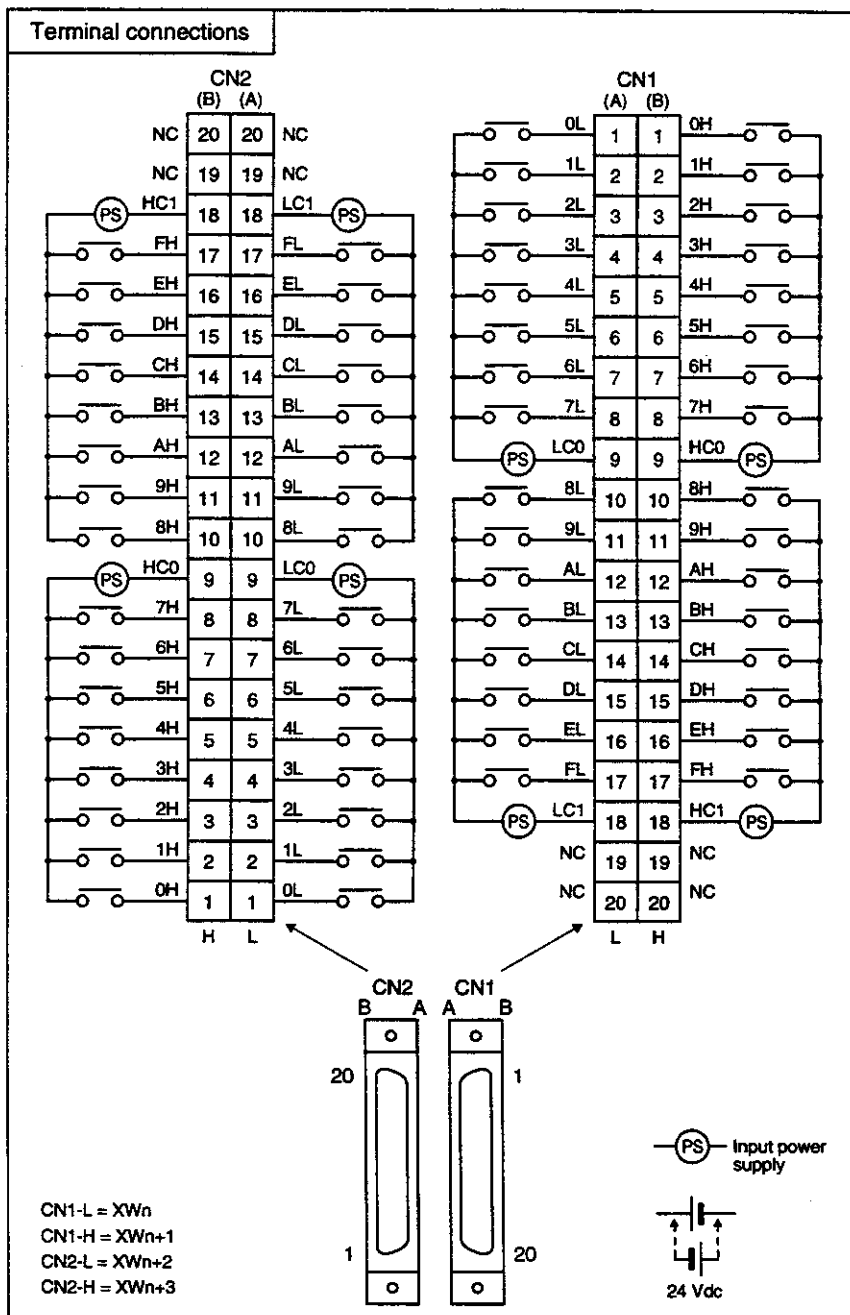 Terminal connections
CN2
(B) (A)
NC 20 20 NC
NC 19 19 NC
PS HC1 18 18 LC1 PS
FH 17 17 FL
EH 16 16 EL
DH 15 15 DL
CH 14 14 CL
BH 13 13 BL
AH 12 12 AL
9H 11 11 9L
8H 10 10 8L
PS HC0 9 9 LC0 PS
7H 8 8 7L
6H 7 7 6L
5H 6 6 5L
4H 5 5 4L
3H 4 4 3L
2H 3 3 2L
1H 2 2 1L
0H 1 1 0L
H L
CN1
(A) (B)
0L 1 1 0H
1L 2 2 1H
2L 3 3 2H
3L 4 4 3H
4L 5 5 4H
5L 6 6 5H
6L 7 7 6H
7L 8 8 7H
PS LC0 9 9 HC0 PS
8L 10 10 8H
9L 11 11 9H
AL 12 12 AH
BL 13 13 BH
CL 14 14 CH
DL 15 15 DH
EL 16 16 EH
FL 17 17 FH
PS LC1 18 18 HC1 PS
NC 19 19 NC
NC 20 20 NC
L H
CN2 CN1
B A A B
20 1
1 20
CN1-L = XWn
CN1-H = XWn+1
CN2-L = XWn+2
CN2-H = XWn+3
PS Input power
supply
24 Vdc